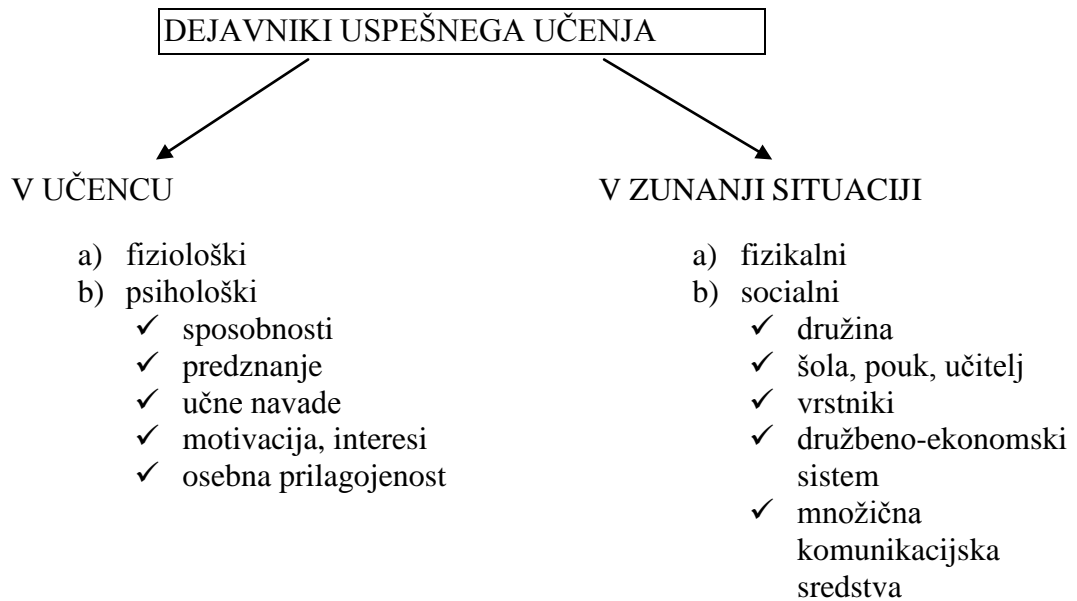 DEJAVNIKI USPEŠNEGA UČENJA
V UČENCU
a) fiziološki
b) psihološki
✓ sposobnosti
✓ predznanje
✓ učne navade
✓ motivacija, interesi
✓ osebna prilagojenost
V ZUNANJI SITUACIJI
a) fizikalni
b) socialni
✓ družina
✓ šola, pouk, učitelj
✓ vrstniki
✓ družbeno-ekonomski
sistem
✓ množična
komunikacijska
sredstva